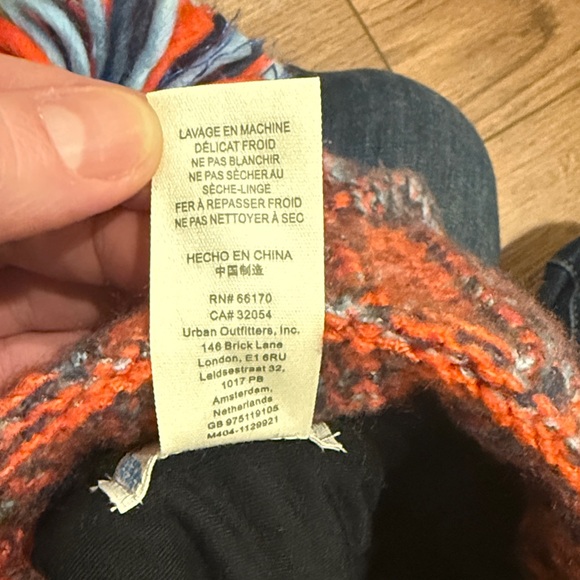 LAVAGE EN MACHINE
DÉLICAT FROID
NE PAS BLANCHIR
NE PAS SÈCHER AU
SÈCHE-LINGE
FER À REPASSER FROID
NE PAS NETTOYER À SEC
HECHO EN CHINA
中国制造
RN# 66170
CA# 32054
Urban Outfitters, Inc.
146 Brick Lane
London, E1 6RU
Leidsestraat 32,
1017 PB
Amsterdam,
Netherlands
GB 975119105
M404-1129921